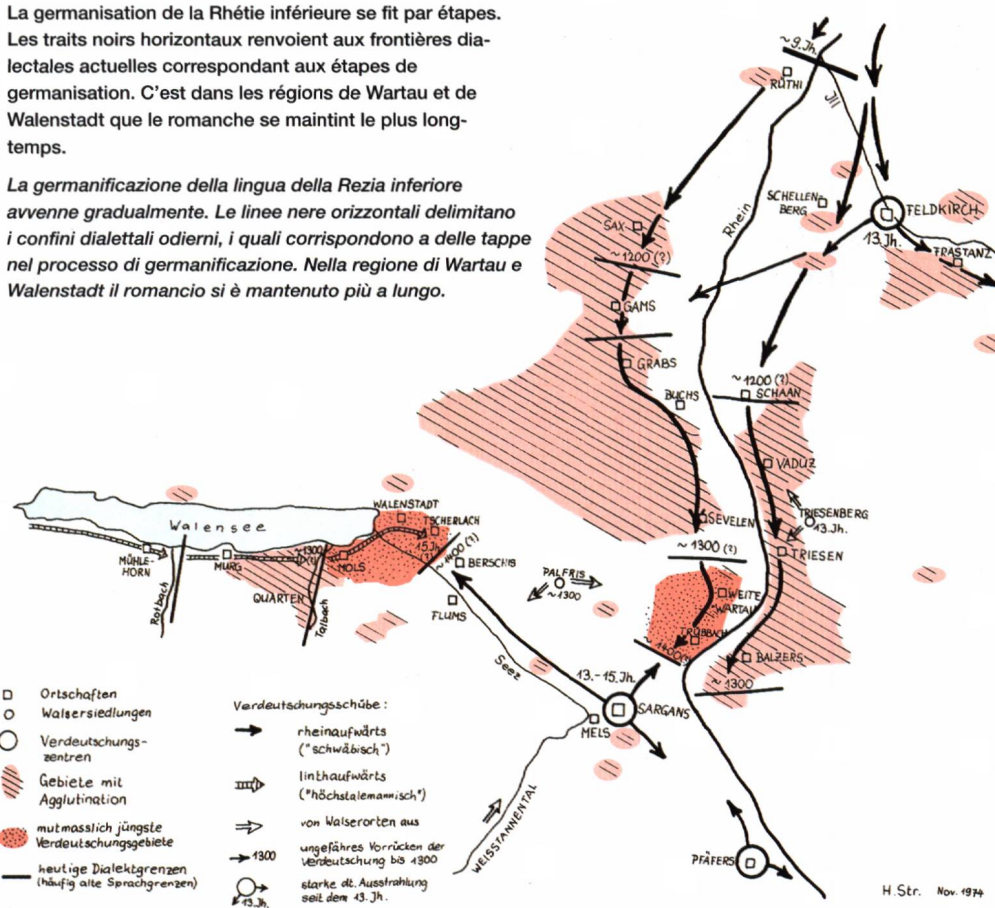 La germanisation de la Rhétie inférieure se fit par étapes.
Les traits noirs horizontaux renvoient aux frontières dia-
lectales actuelles correspondant aux étapes de
germanisation. C'est dans les régions de Wartau et de
Walenstadt que le romanche se maintint le plus long-
temps.
La germanificazione della lingua della Rezia inferiore
avvenne gradualmente. Le linee nere orizzontali delimitano
i confini dialettali odierni, i quali corrispondono a delle tappe
nel processo di germanificazione. Nella regione di Wartau e
Walenstadt il romancio si è mantenuto più a lungo.
~9.Jh.
RÜTHI
Ill
Rhein
SCHELLEN
BERG
FELDKIRCH
13.Jh.
FRASTANZ
SAX
~1200 (?)
GAMS
GRABS
BUCHS
~1200 (?)
SCHAAN
VADUZ
TRIESENBERG
13.Jh.
TRIESEN
SEVELEN
~1300 (?)
WEITE
WARTAU
TRÜBBACH
~1400(?)
BALZERS
~1300
PALFRIS
~1300
Walensee
WALENSTADT
TSCHERLACH
15.Jh.
(?)
~1400 (?)
BERSCHIS
MÜHLE-
HORN
MURG
~1300
(?)
MOLS
QUARTEN
Rotbach
Talbach
FLUMS
Seez
13.-15.Jh.
SARGANS
MELS
WEISSTANNENTAL
PFÄFERS
Ortschaften
Walsersiedlungen
Verdeutschungs-
zentren
Gebiete mit
Agglutination
mutmasslich jüngste
Verdeutschungsgebiete
heutige Dialektgrenzen
(häufig alte Sprachgrenzen)
Verdeutschungsschübe:
rheinaufwärts
("schwäbisch")
linthaufwärts
("höchstalemannisch")
von Walserorten aus
1300
ungefähres Vorrücken der
Verdeutschung bis 1300
13.Jh.
starke dt. Ausstrahlung
seit dem 13. Jh.
H.Str. Nov. 1974